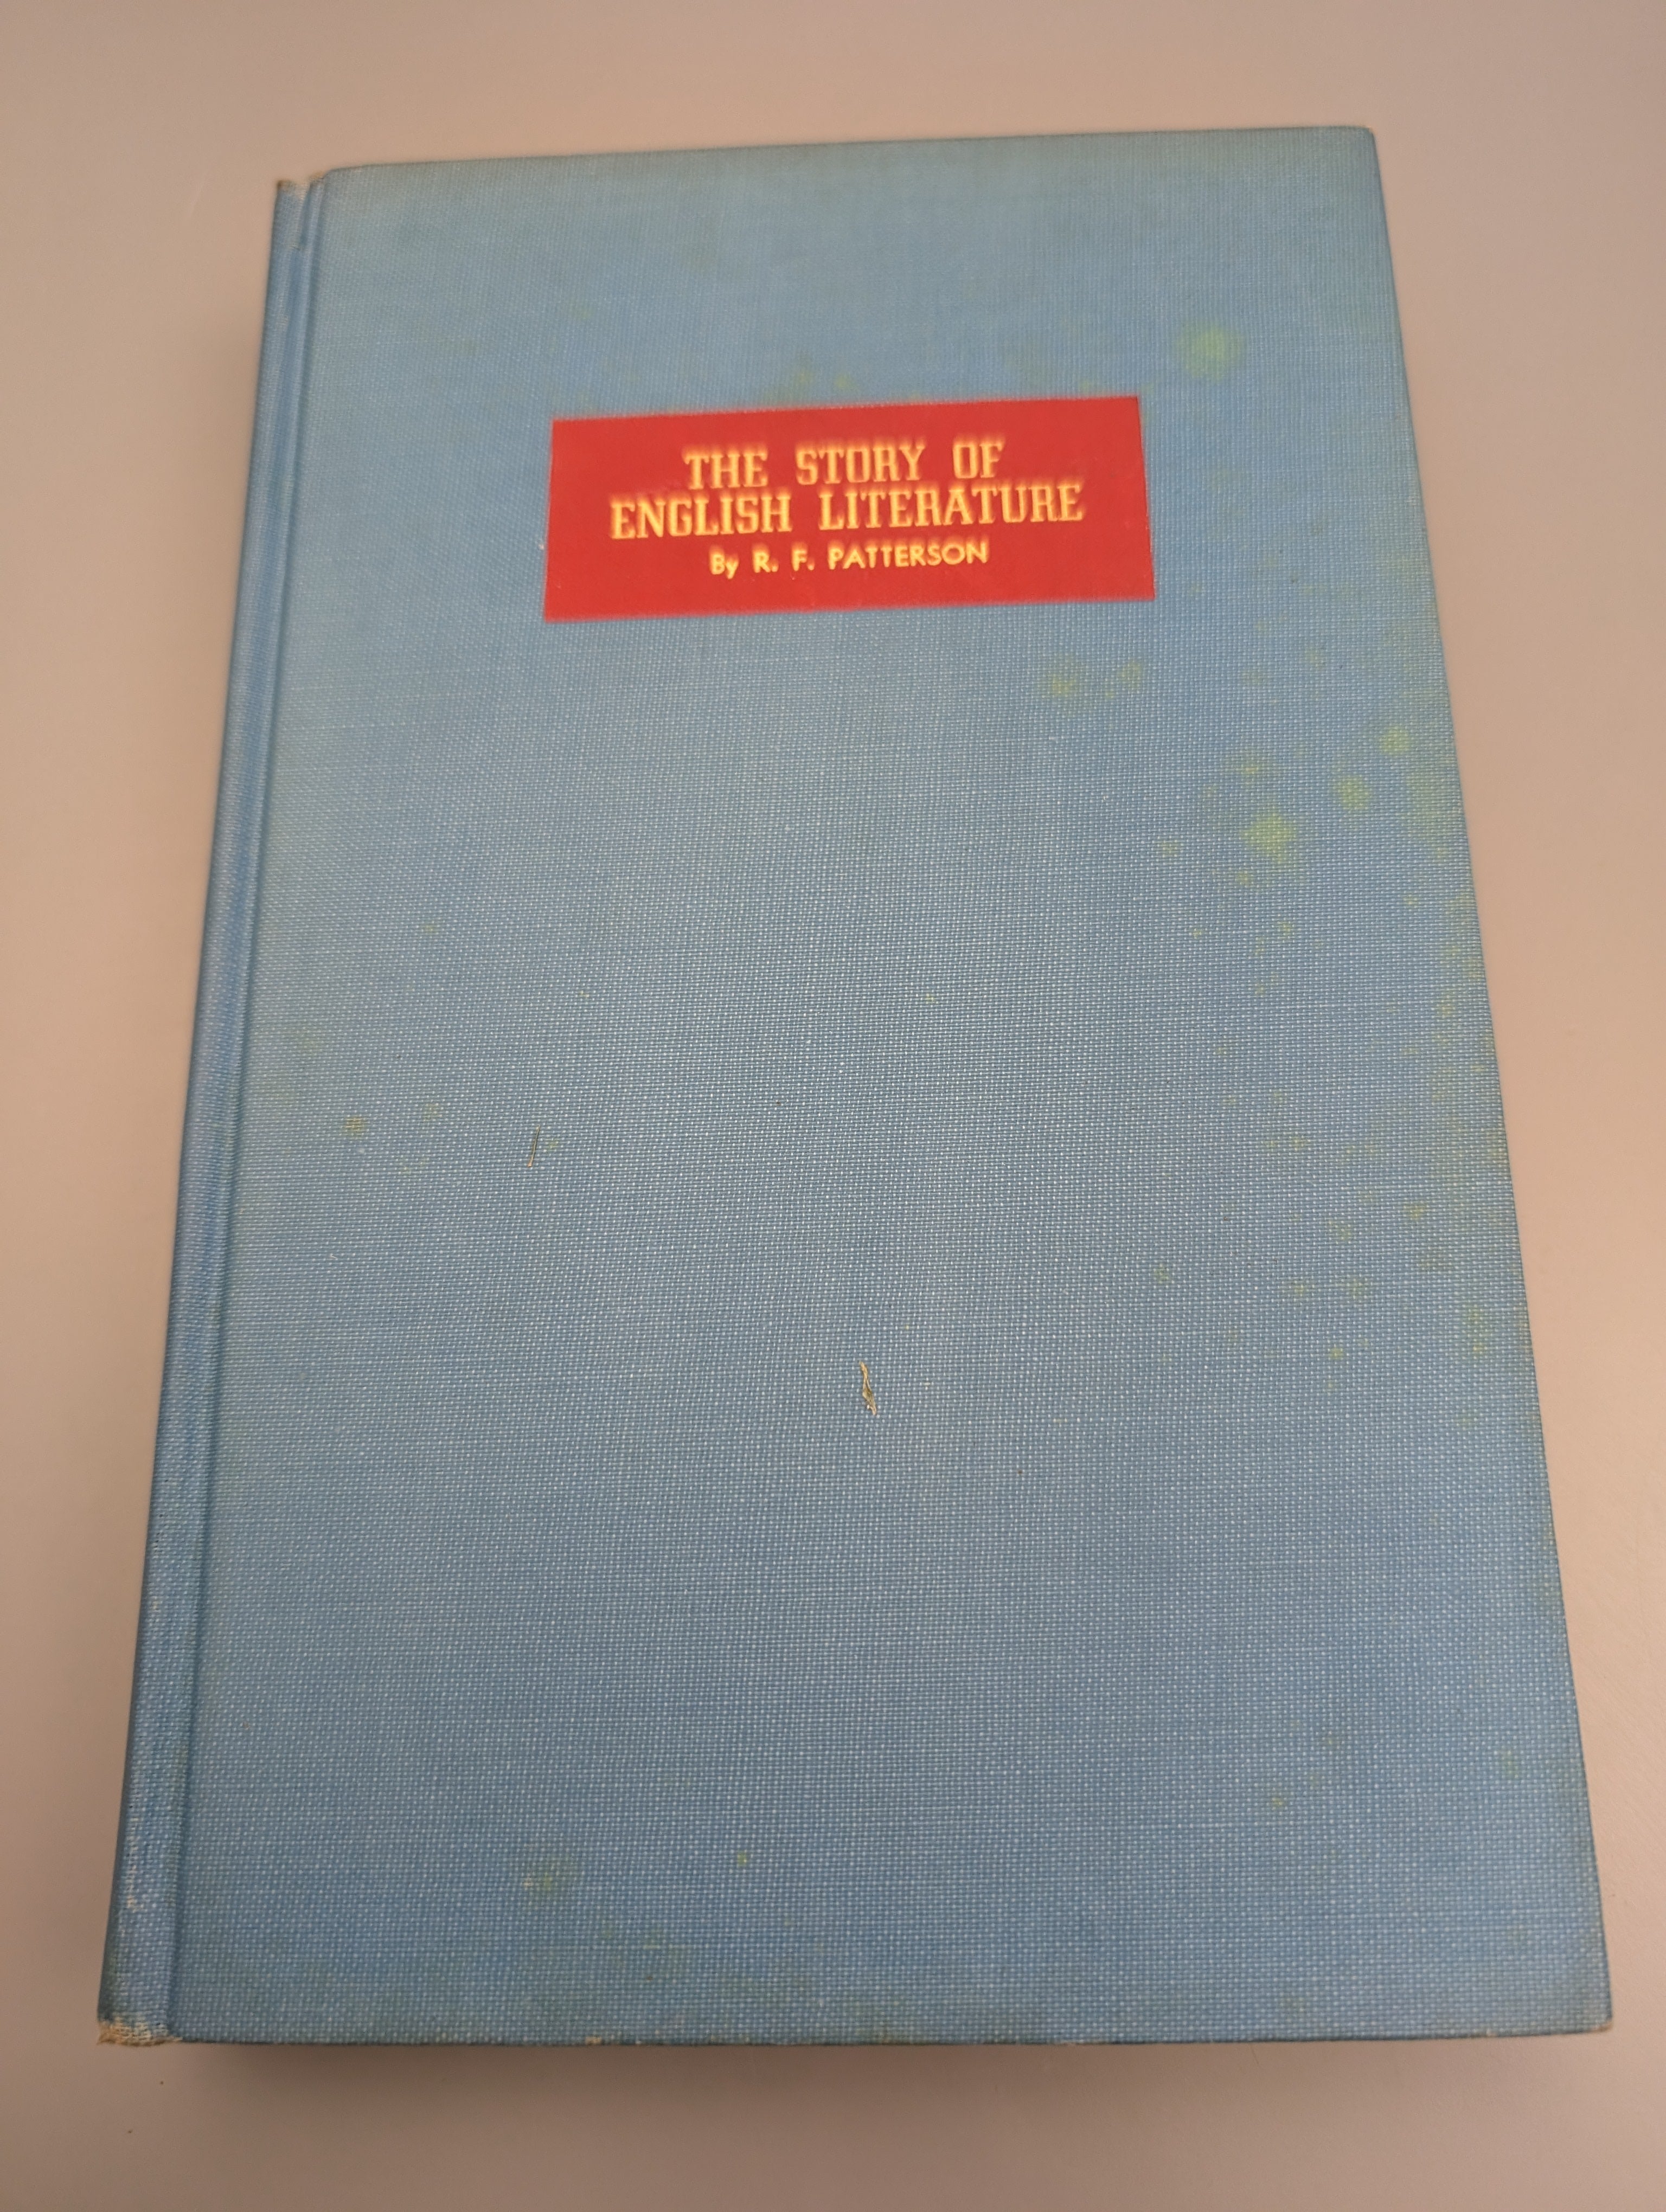 THE STORY OF
ENGLISH LITERATURE
By R. F. PATTERSON